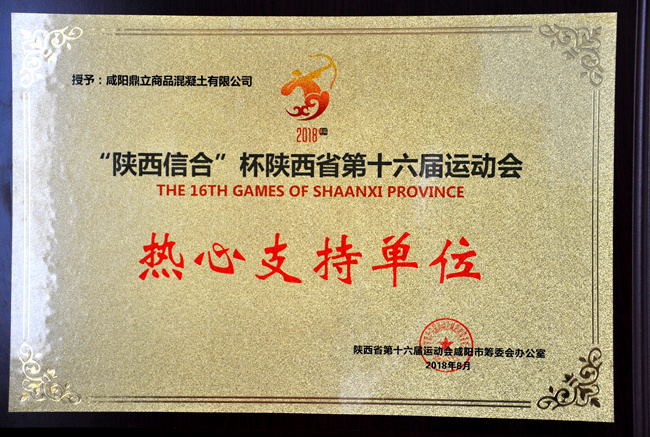 授予：咸阳鼎立商品混凝土有限公司
2018
“陕西信合”杯陕西省第十六届运动会
THE 16TH GAMES OF SHAANXI PROVINCE
热心支持单位
陕西省第十六届运动会咸阳市筹委会办公室
2018年8月